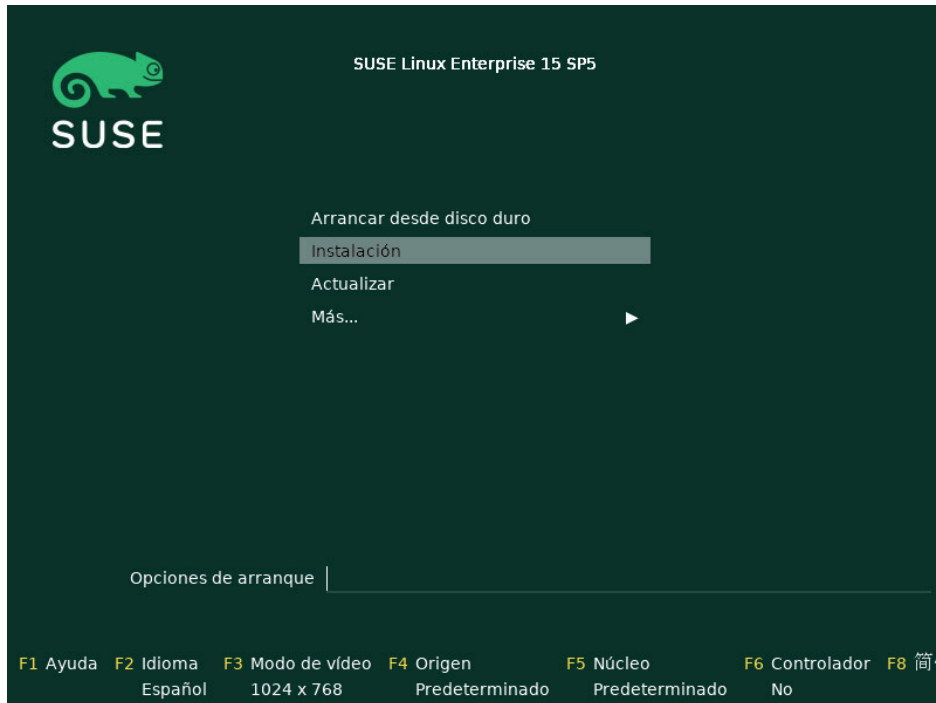 SUSE Linux Enterprise 15 SP5
SUSE
Arrancar desde disco duro
Instalación
Actualizar
Más...
Opciones de arranque
F1 Ayuda F2 Idioma F3 Modo de vídeo F4 Origen F5 Núcleo F6 Controlador F8 简
Español 1024 x 768 Predeterminado Predeterminado No